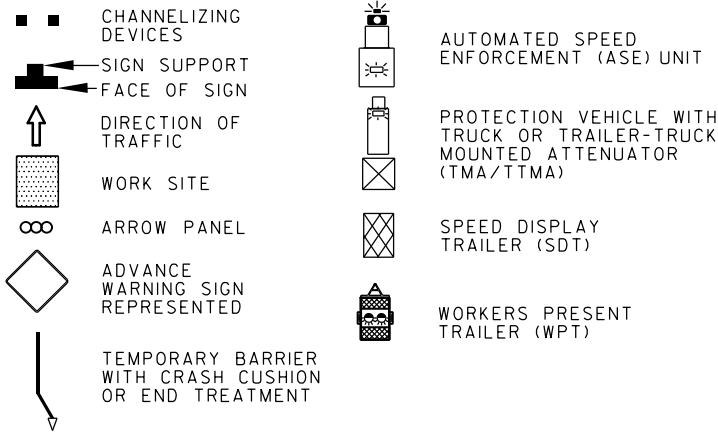 CHANNELIZING
DEVICES
SIGN SUPPORT
FACE OF SIGN
DIRECTION OF
TRAFFIC
WORK SITE
ARROW PANEL
ADVANCE
WARNING SIGN
REPRESENTED
TEMPORARY BARRIER
WITH CRASH CUSHION
OR END TREATMENT
AUTOMATED SPEED
ENFORCEMENT (ASE) UNIT
PROTECTION VEHICLE WITH
TRUCK OR TRAILER-TRUCK
MOUNTED ATTENUATOR
(TMA/TTMA)
SPEED DISPLAY
TRAILER (SDT)
WORKERS PRESENT
TRAILER (WPT)